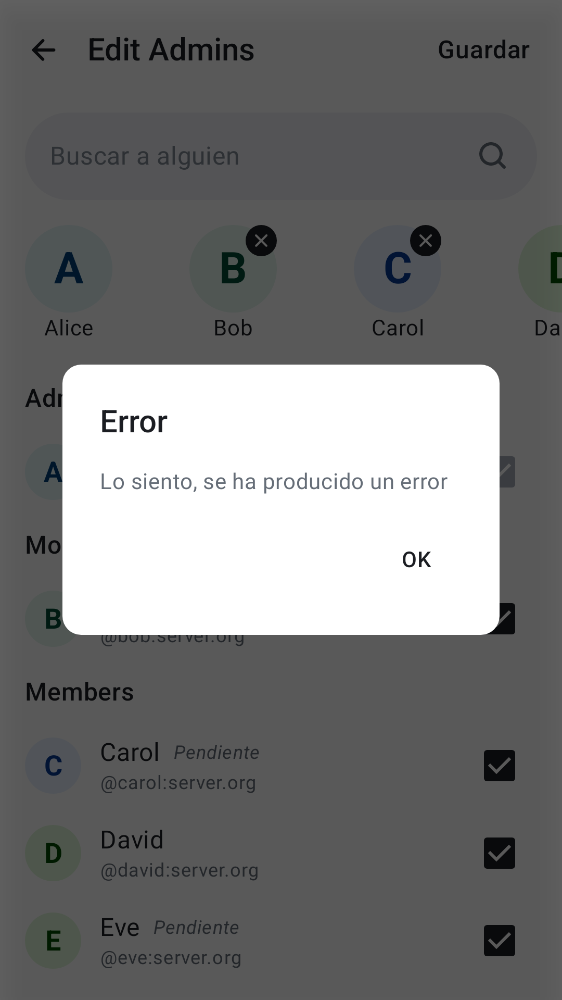 Edit Admins
Guardar
Buscar a alguien
A
B
C
D
Alice
Bob
Carol
Da
Adr
A
Error
Lo siento, se ha producido un error
OK
Mo
B
@bob:server.org
Members
C
Carol Pendiente
@carol:server.org
D
David
@david:server.org
E
Eve Pendiente
@eve:server.org